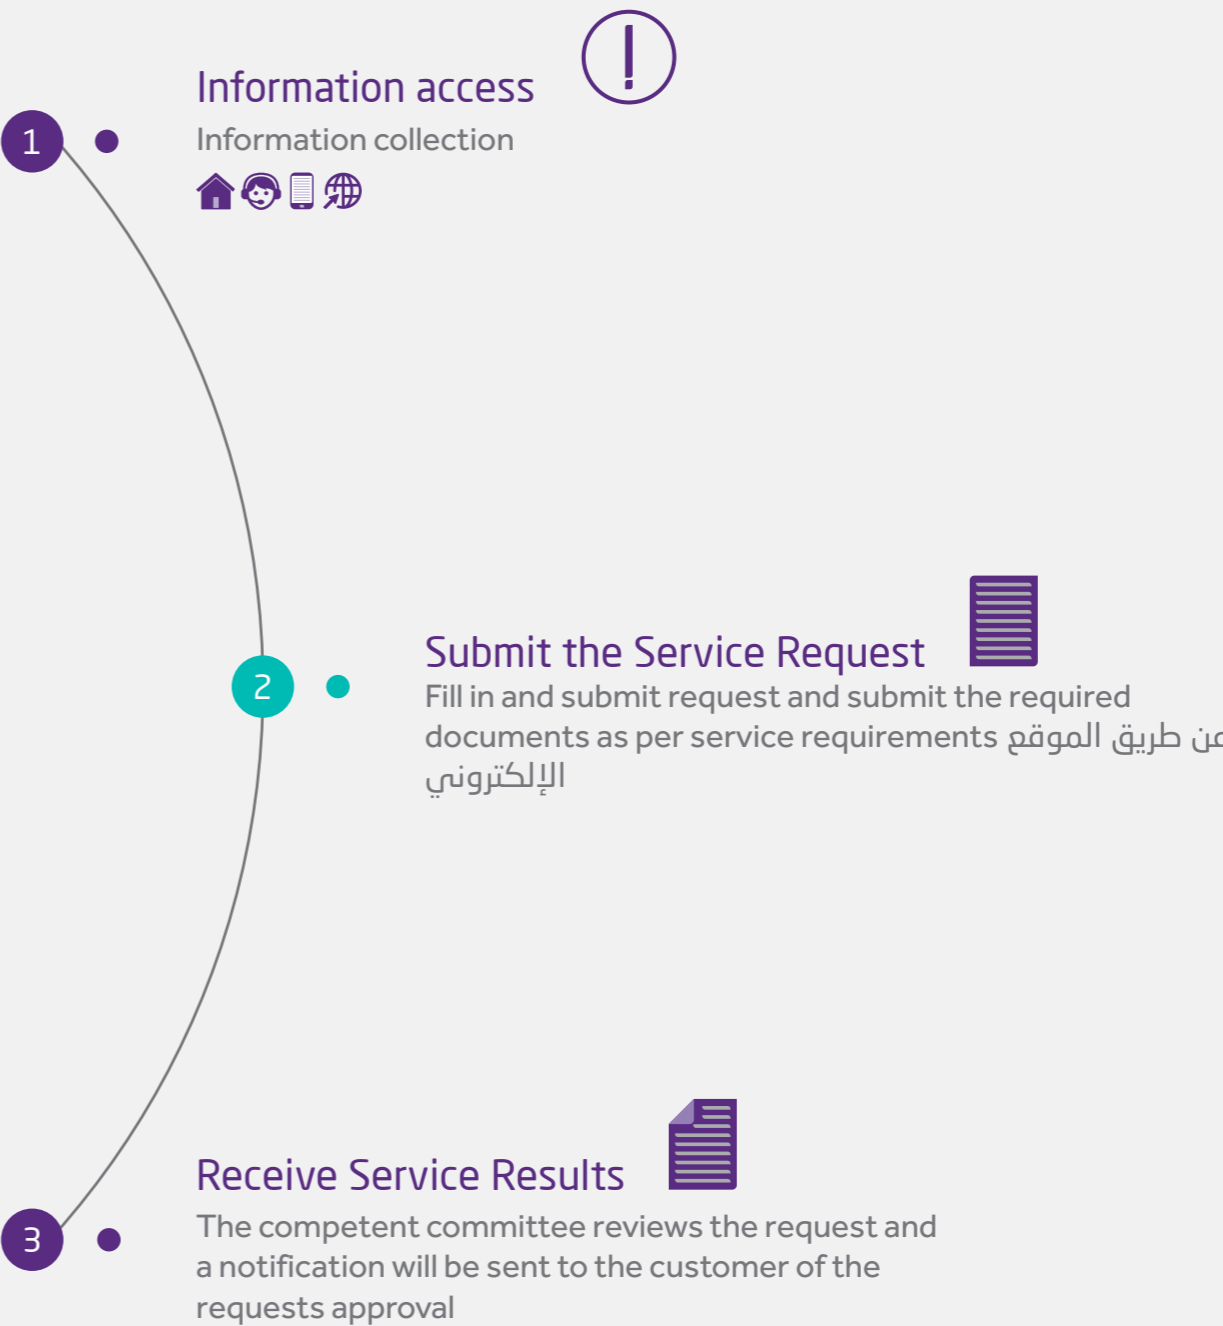 Information access
1
Information collection
Submit the Service Request
2
Fill in and submit request and submit the required
documents as per service requirements عن طريق الموقع
الإلكتروني
Receive Service Results
3
The competent committee reviews the request and
a notification will be sent to the customer of the
requests approval